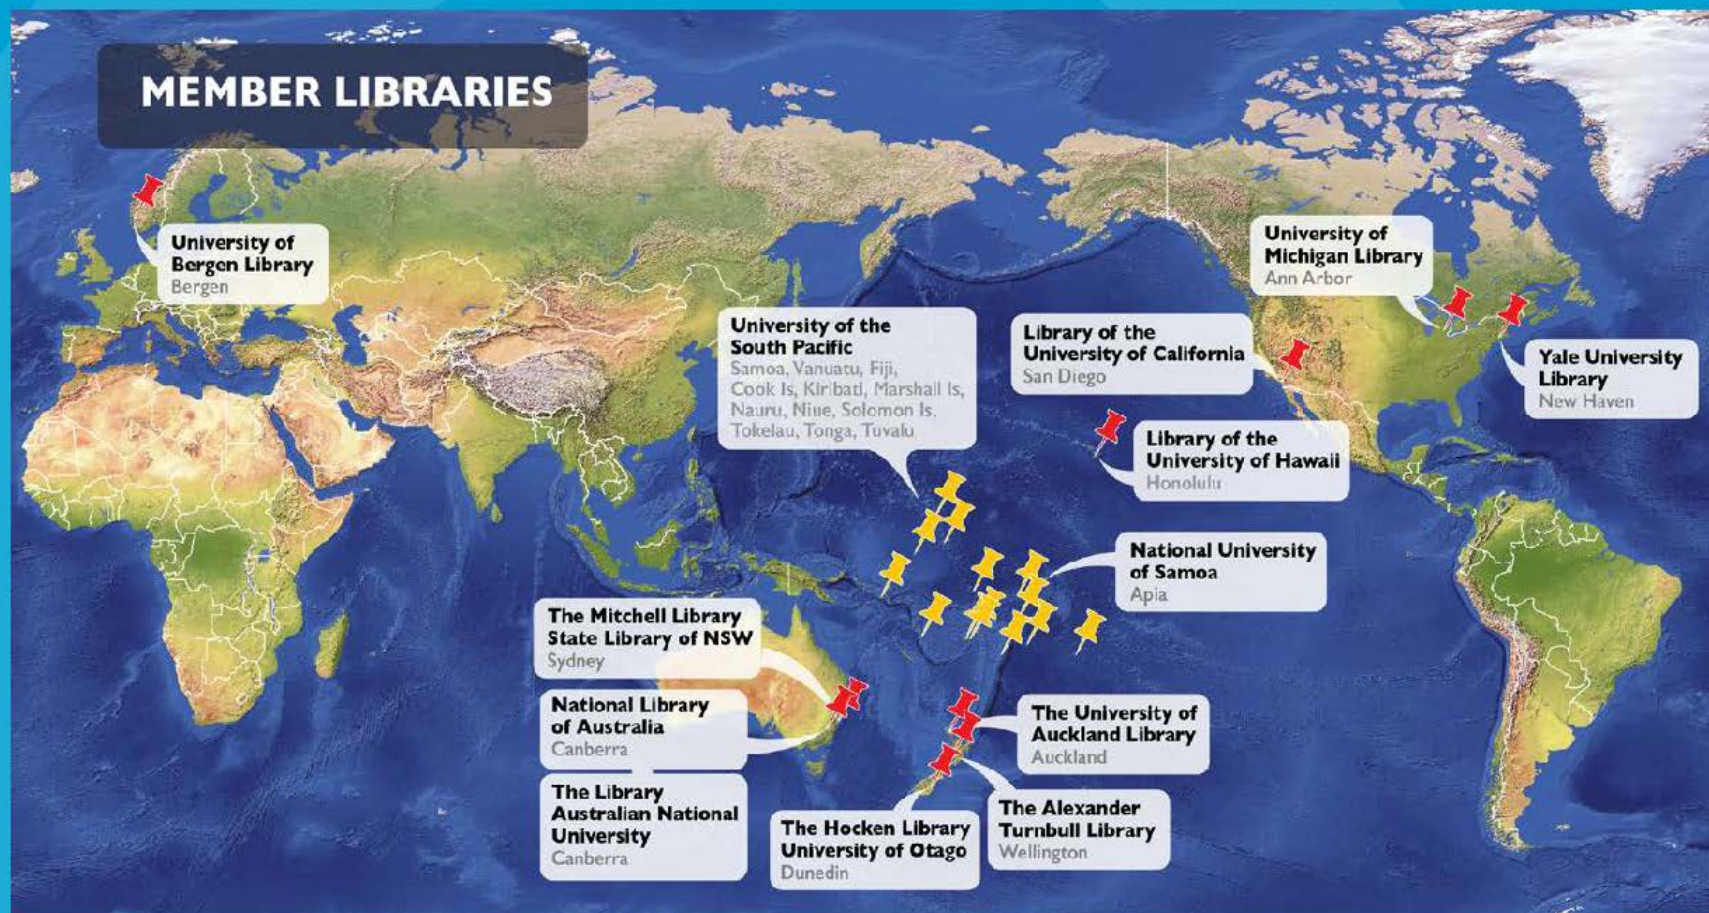 MEMBER LIBRARIES
University of
Bergen Library
Bergen
University of the
South Pacific
Samoa, Vanuatu, Fiji,
Cook Is, Kiribati, Marshall Is,
Nauru, Niue, Solomon Is,
Tokelau, Tonga, Tuvalu
Library of the
University of California
San Diego
University of
Michigan Library
Ann Arbor
Yale University
Library
New Haven
Library of the
University of Hawaii
Honolulu
National University
of Samoa
Apia
The Mitchell Library
State Library of NSW
Sydney
National Library
of Australia
Canberra
The Library
Australian National
University
Canberra
The Hocken Library
University of Otago
Dunedin
The Alexander
Turnbull Library
Wellington
The University of
Auckland Library
Auckland